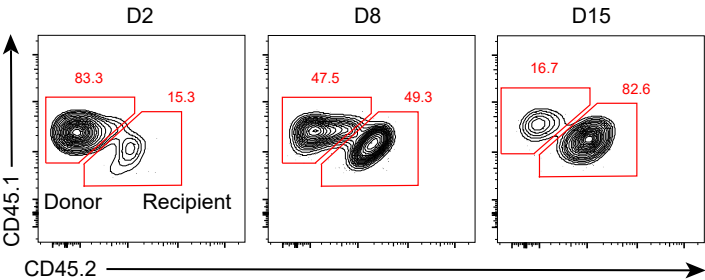 D2 D8 D15
83.3 15.3 47.5 49.3 16.7 82.6
Donor Recipient
CD45.1
CD45.2